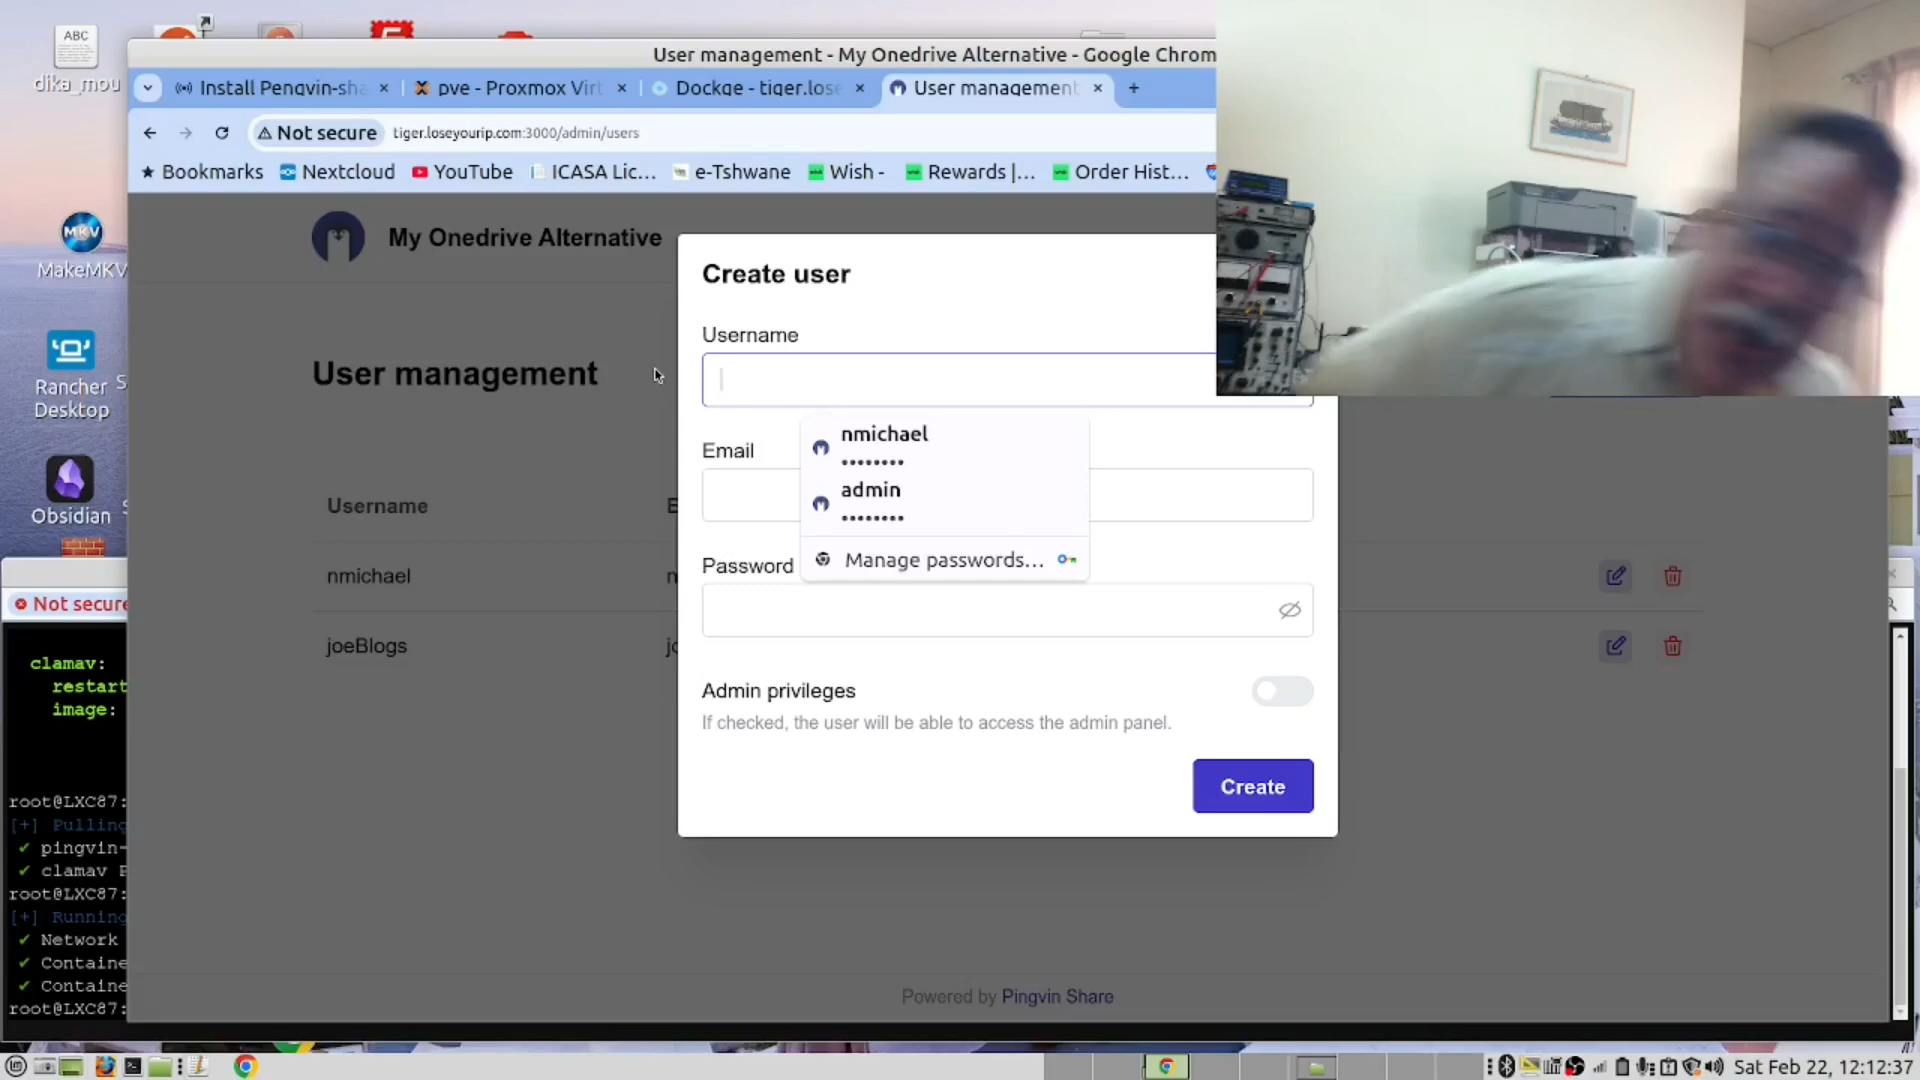 ABC
dika_mou
User management - My Onedrive Alternative - Google Chrom
Install Pengvin-sha
pve - Proxmox Virt
Dockge - tiger.lose
User management
Not secure
tiger.loseyourip.com:3000/admin/users
Bookmarks
Nextcloud
YouTube
ICASA Lic...
e-Tshwane
Wish -
Rewards |...
Order Hist...
My Onedrive Alternative
MKV
MakeMKV
Create user
Username
User management
Rancher
Desktop
nmichael
••••••••
Email
admin
••••••••
Username
Obsidian
Manage passwords...
Password
nmichael
Not secure
joeBlogs
clamav:
restart
image:
Admin privileges
If checked, the user will be able to access the admin panel.
Create
root@LXC87:
[+] Pulling
✔ pingvin-
✔ clamav
root@LXC87:
[+] Running
✔ Network
✔ Containe
✔ Containe
root@LXC87:
Powered by Pingvin Share
Sat Feb 22, 12:12:37